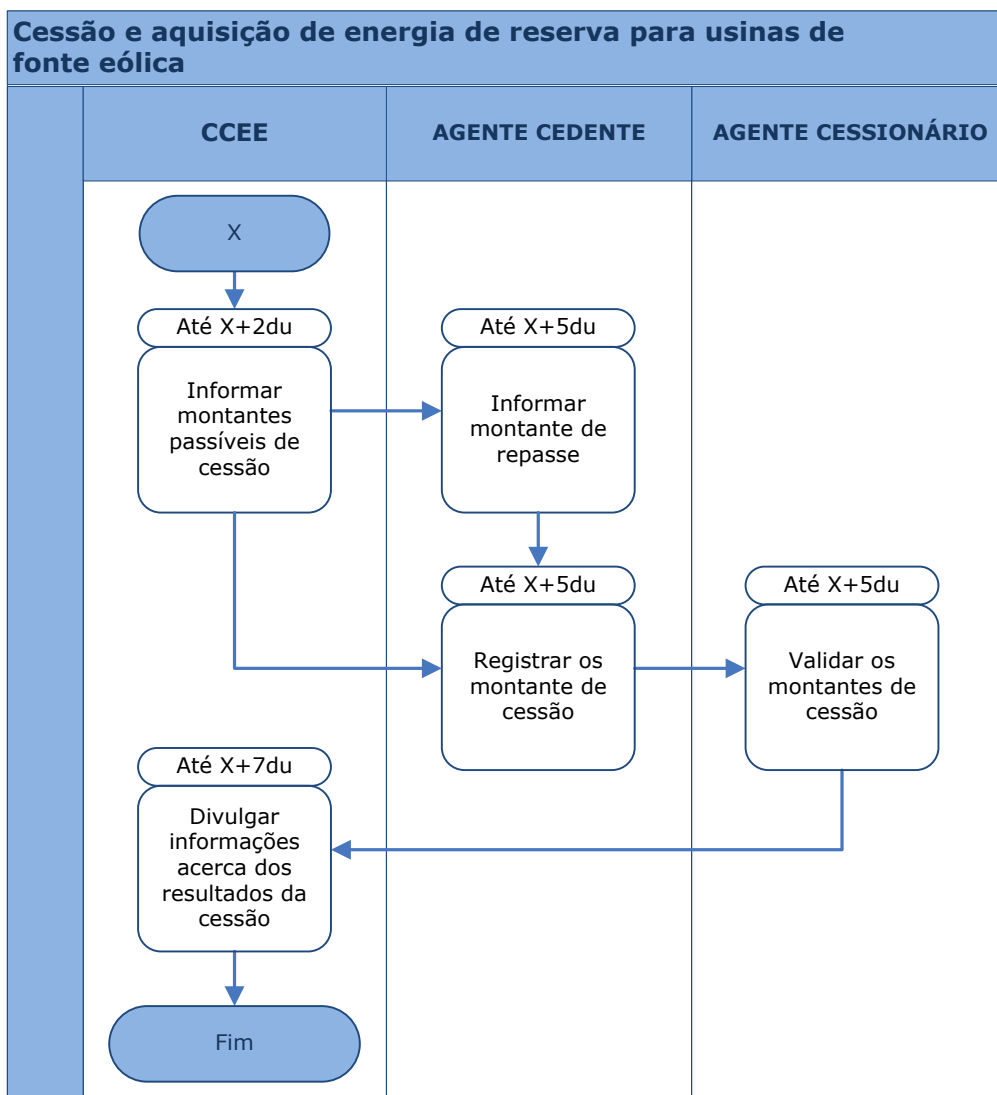 Cessão e aquisição de energia de reserva para usinas de
fonte eólica
CCEE
AGENTE CEDENTE
AGENTE CESSIONÁRIO
X
Até X+2du
Informar
montantes
passíveis de
cessão
Até X+5du
Informar
montante de
repasse
Até X+5du
Registrar os
montante de
cessão
Até X+5du
Validar os
montantes de
cessão
Até X+7du
Divulgar
informações
acerca dos
resultados da
cessão
Fim